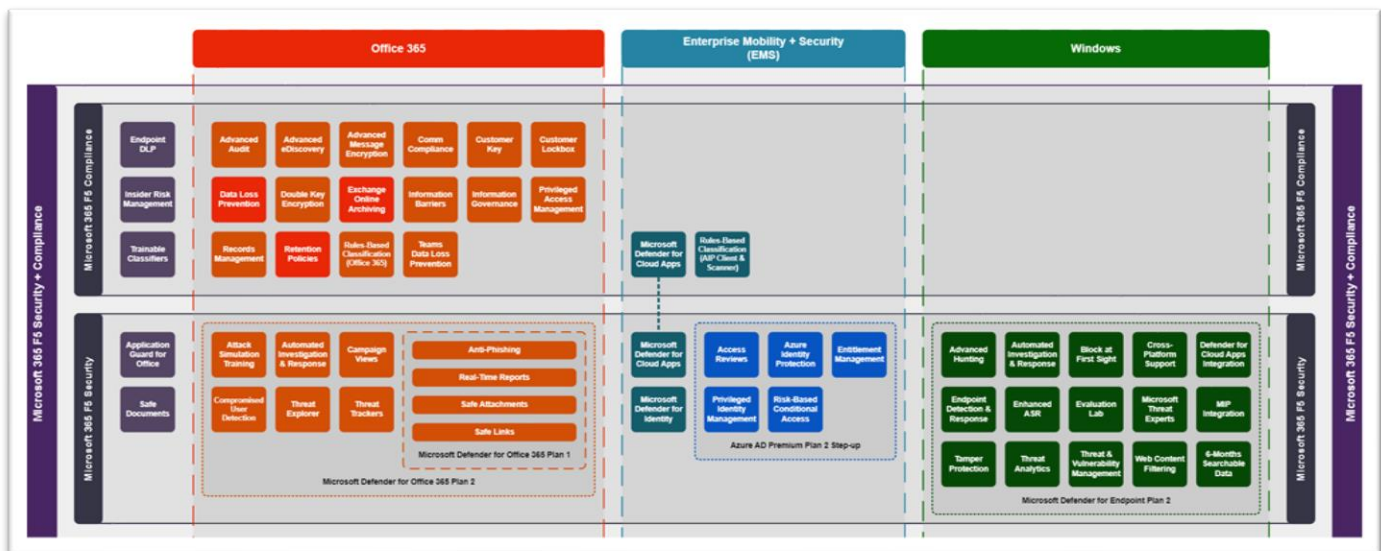 Office 365
Enterprise Mobility + Security
(EMS)
Windows
Microsoft 365 F5 Security + Compliance
Microsoft 365 F5 Compliance
Endpoint
DLP
Advanced
Audit
Advanced
eDiscovery
Advanced
Message
Encryption
Comm
Compliance
Customer
Key
Customer
Lockbox
Insider Risk
Management
Data Loss
Prevention
Double Key
Encryption
Exchange
Online
Archiving
Information
Barriers
Information
Governance
Privileged
Access
Management
Trainable
Classifiers
Records
Management
Retention
Policies
Rules-Based
Classification
(Office 365)
Teams
Data Loss
Prevention
Microsoft
Defender for
Cloud Apps
Rules-Based
Classification
(AIP Client &
Scanner)
Microsoft 365 F5 Compliance
Microsoft 365 F5 Security
Application
Guard for
Office
Safe
Documents
Attack
Simulation
Training
Automated
Investigation
& Response
Campaign
Views
Compromised
User
Detection
Threat
Explorer
Threat
Trackers
Anti-Phishing
Real-Time Reports
Safe Attachments
Safe Links
Microsoft Defender for Office 365 Plan 1
Microsoft Defender for Office 365 Plan 2
Microsoft
Defender for
Cloud Apps
Microsoft
Defender for
Identity
Access
Reviews
Azure
Identity
Protection
Entitlement
Management
Privileged
Identity
Management
Risk-Based
Conditional
Access
Azure AD Premium Plan 2 Step-up
Advanced
Hunting
Automated
Investigation
& Response
Block at
First Sight
Cross-
Platform
Support
Defender for
Cloud Apps
Integration
Endpoint
Detection &
Response
Enhanced
ASR
Evaluation
Lab
Microsoft
Threat
Experts
MIP
Integration
Tamper
Protection
Threat
Analytics
Threat &
Vulnerability
Management
Web Content
Filtering
6-Months
Searchable
Data
Microsoft Defender for Endpoint Plan 2
Microsoft 365 F5 Security
Microsoft 365 F5 Security + Compliance